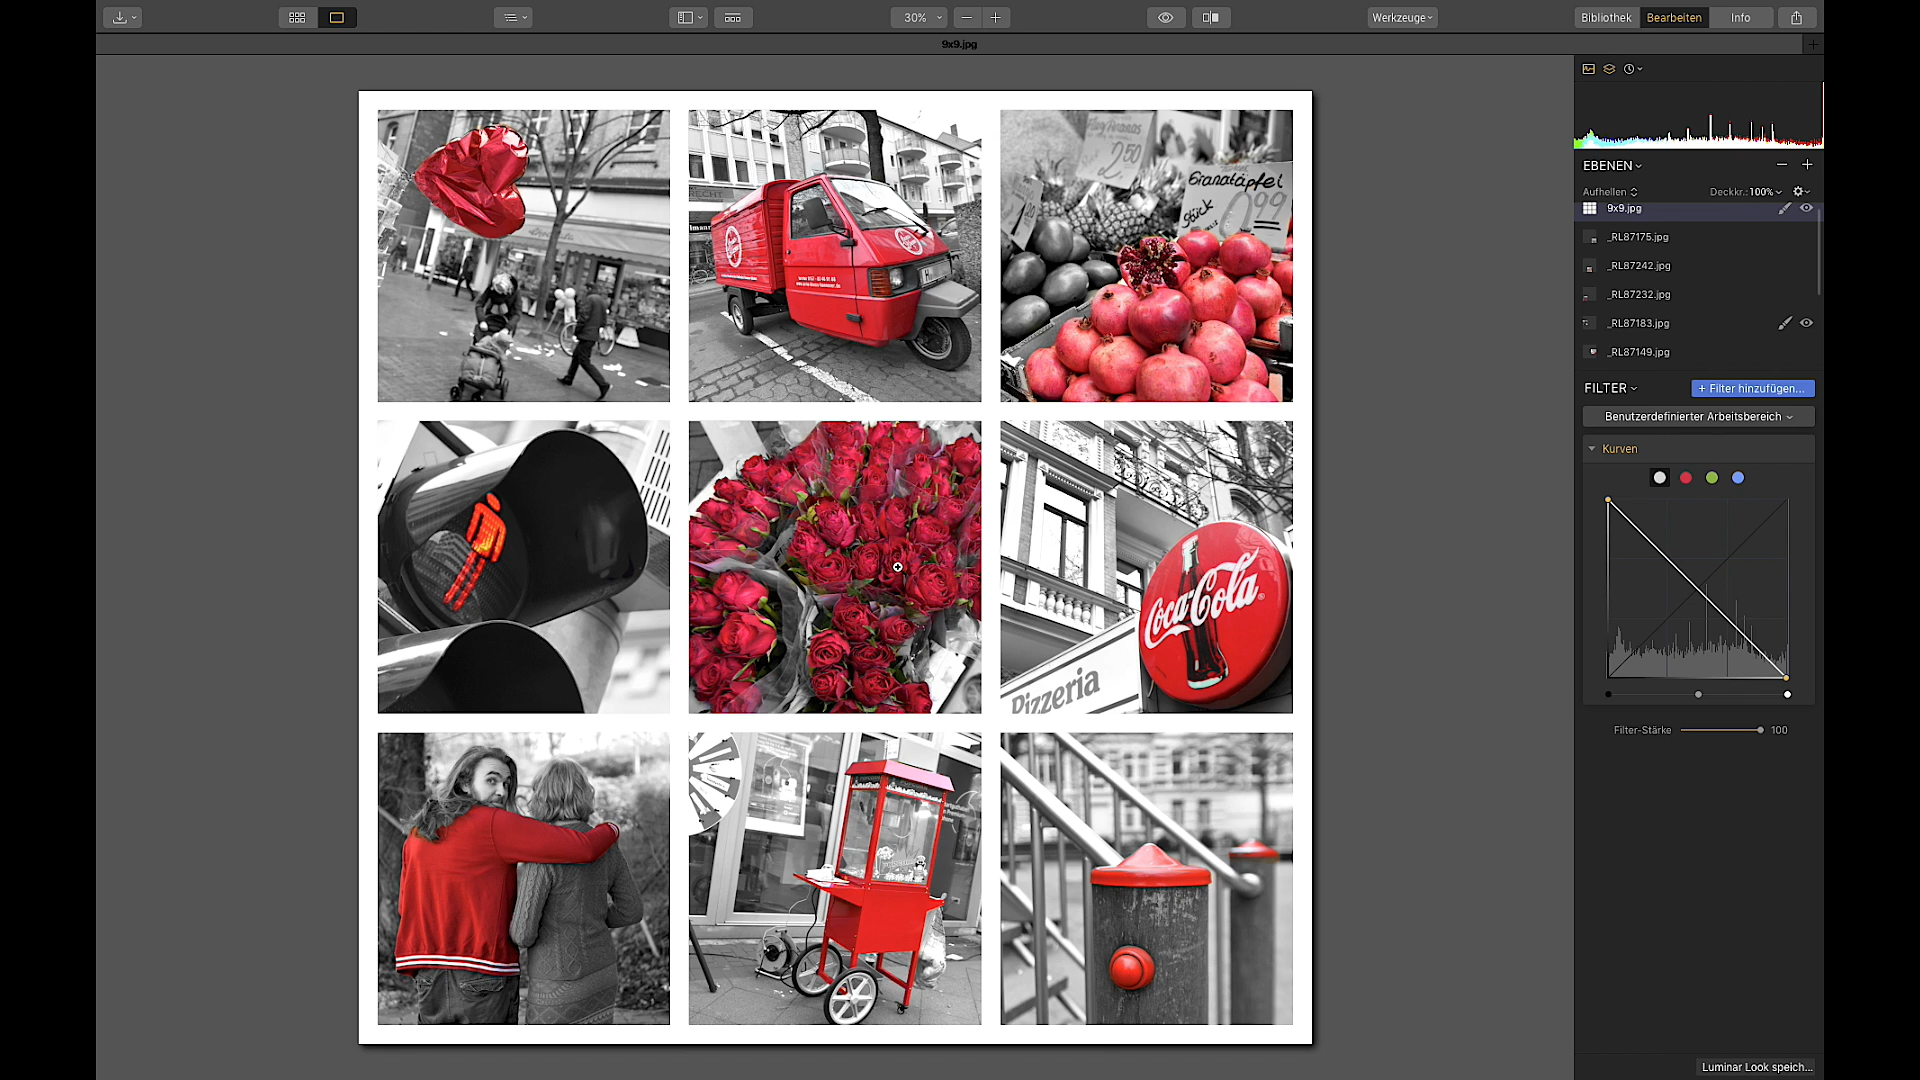 30%
Werkzeuge
Bibliothek
Bearbeiten
Info
9x9.jpg
EBENEN
Aufhellen
Deckkr.: 100%
9x9.jpg
_RL87175.jpg
_RL87242.jpg
_RL87232.jpg
_RL87183.jpg
_RL87149.jpg
FILTER
+ Filter hinzufügen...
Benutzerdefinierter Arbeitsbereich
Kurven
Filter-Stärke
100
Luminar Look speich...
2.50
Granatäpfel
Stück
0,99
Coca-Cola
Pizzeria